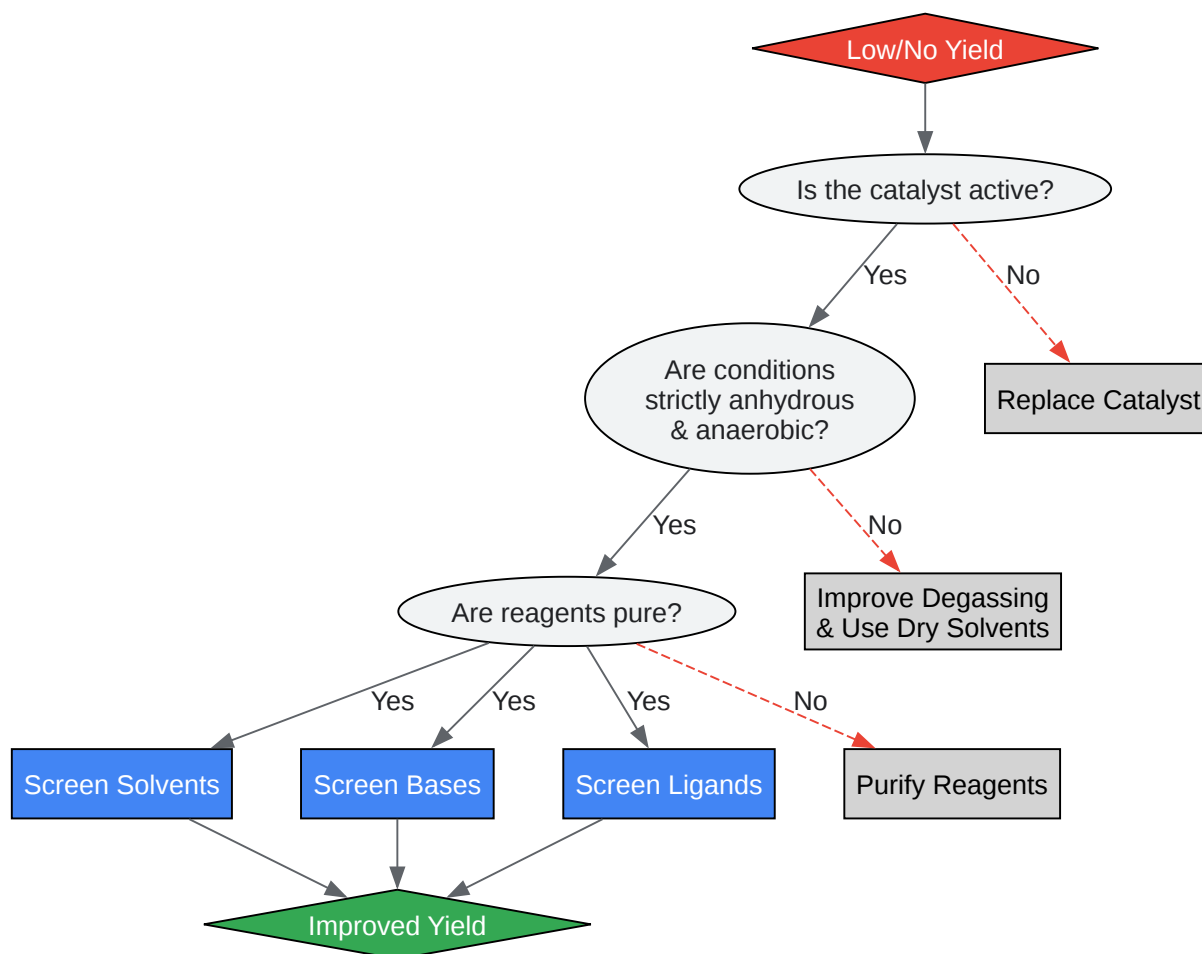 Low/No Yield
Is the catalyst active?
Yes
No
Are conditions
strictly anhydrous
& anaerobic?
Replace Catalyst
Yes
No
Are reagents pure?
Improve Degassing
& Use Dry Solvents
Yes
Yes
Yes
No
Screen Solvents
Screen Bases
Screen Ligands
Purify Reagents
Improved Yield